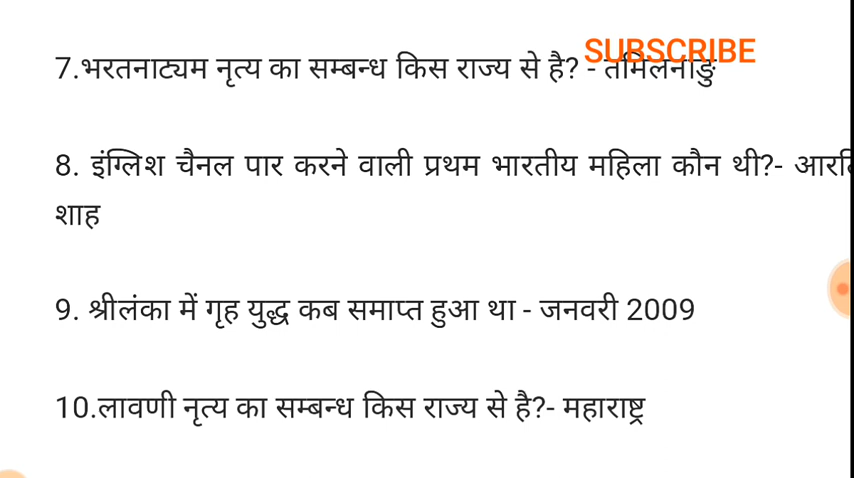 SUBSCRIBE
7.भरतनाट्यम नृत्य का सम्बन्ध किस राज्य से है? - तमिलनाडु
8. इंग्लिश चैनल पार करने वाली प्रथम भारतीय महिला कौन थी?- आरति
शाह
9. श्रीलंका में गृह युद्ध कब समाप्त हुआ था - जनवरी 2009
10.लावणी नृत्य का सम्बन्ध किस राज्य से है?- महाराष्ट्र